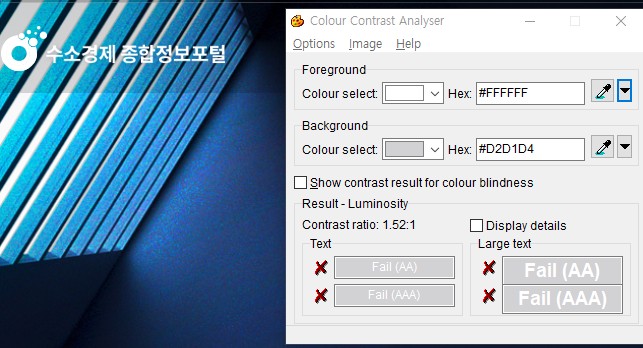 수소경제 종합정보포털
Colour Contrast Analyser
Options Image Help
Foreground
Colour select: Hex: #FFFFFF
Background
Colour select: Hex: #D2D1D4
Show contrast result for colour blindness
Result - Luminosity
Contrast ratio: 1.52:1 Display details
Text Large text
Fail (AA) Fail (AA)
Fail (AAA) Fail (AAA)